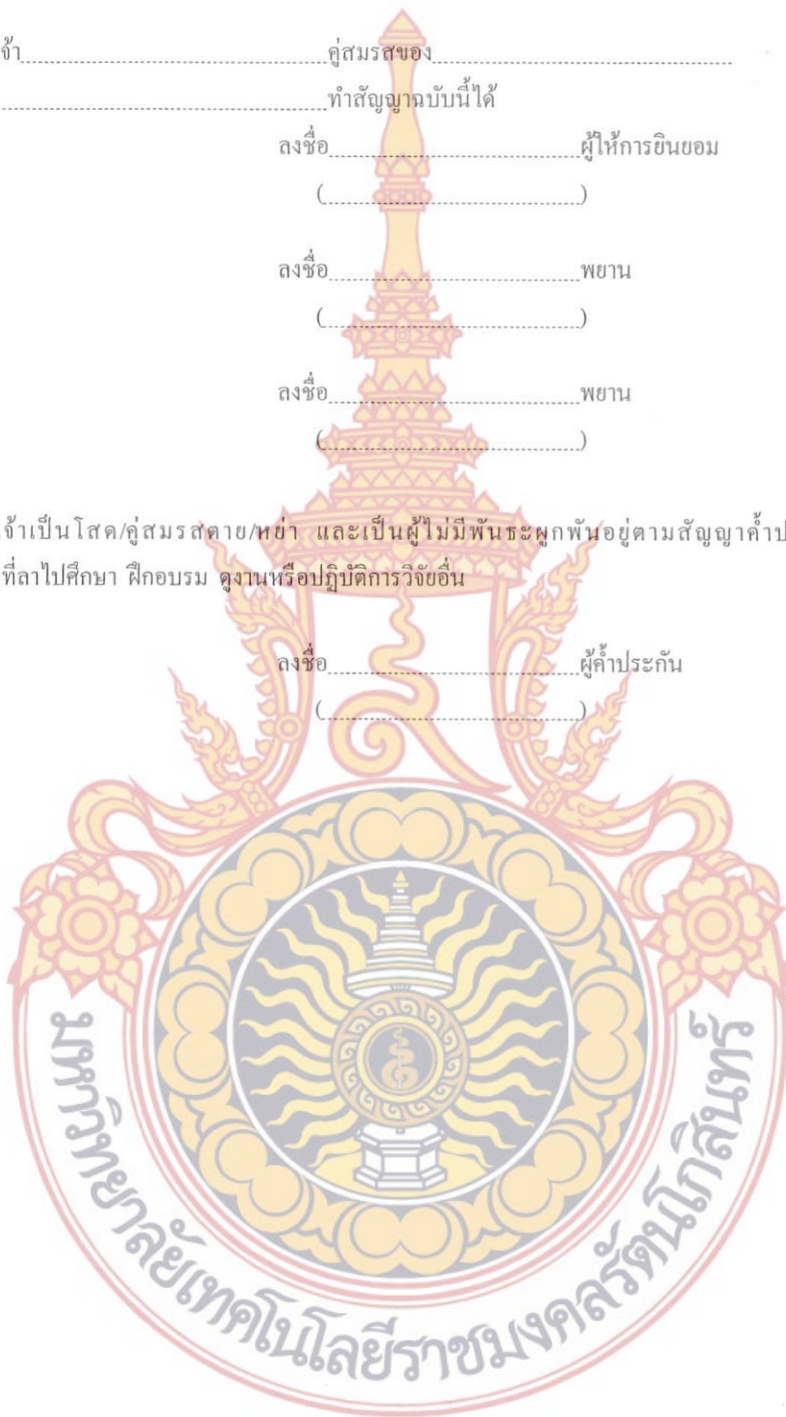 จ้า............................................คู่สมรสของ............................................
............................................ทำสัญญาฉบับนี้ได้
ลงชื่อ....................................ผู้ให้การยินยอม
(....................................)
ลงชื่อ....................................พยาน
(....................................)
ลงชื่อ....................................พยาน
(....................................)
จ้าเป็นโสด/คู่สมรสตาย/หย่า และเป็นผู้ไม่มีพันธะผูกพันอยู่ตามสัญญาค้ำป
ที่ลาไปศึกษา ฝึกอบรม ดูงานหรือปฏิบัติการวิจัยอื่น
ลงชื่อ....................................ผู้ค้ำประกัน
(....................................)
มหาวิทยาลัยเทคโนโลยีราชมงคลรัตนโกสินทร์